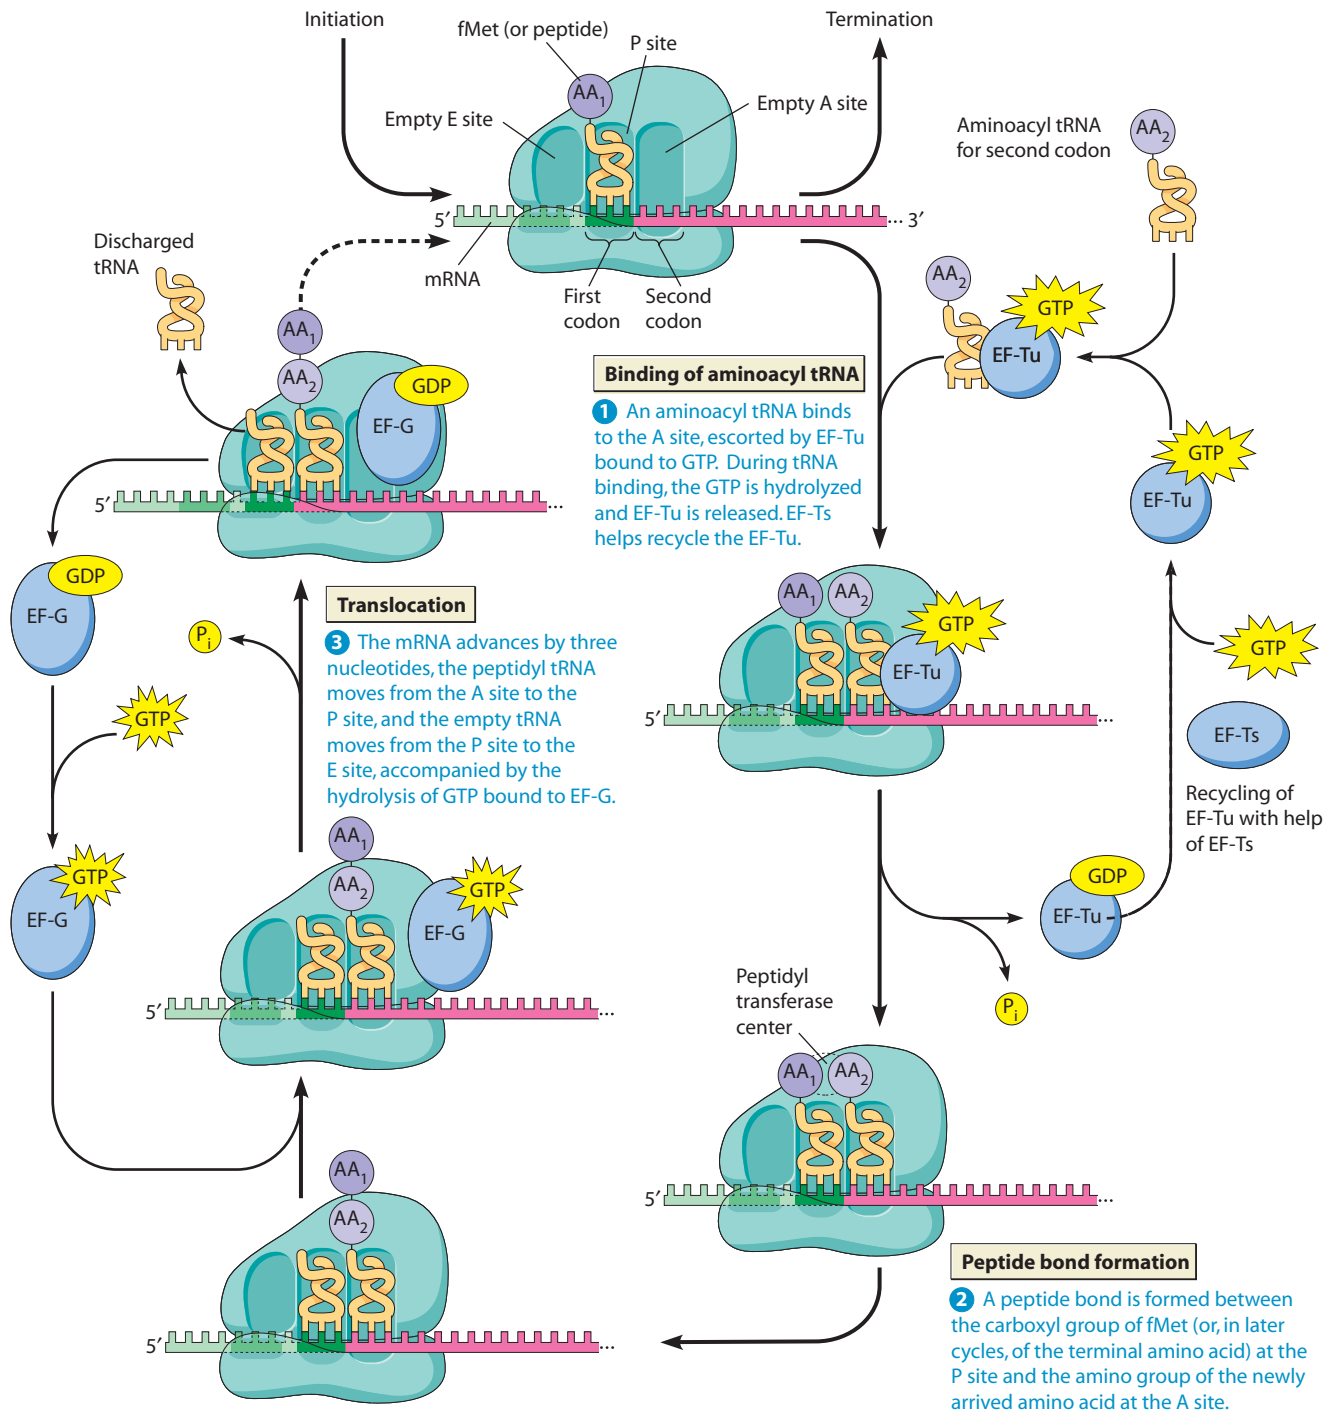 Initiation
fMet (or peptide)
P site
Termination
AA1
Empty E site
Empty A site
Aminoacyl tRNA
for second codon
AA2
5′
... 3′
mRNA
First
codon
Second
codon
Discharged
tRNA
AA1
AA2
GDP
EF-G
5′
...
AA2
GTP
EF-Tu
GTP
EF-Tu
Binding of aminoacyl tRNA
1 An aminoacyl tRNA binds
to the A site, escorted by EF-Tu
bound to GTP. During tRNA
binding, the GTP is hydrolyzed
and EF-Tu is released. EF-Ts
helps recycle the EF-Tu.
GDP
EF-G
Pi
GTP
Translocation
3 The mRNA advances by three
nucleotides, the peptidyl tRNA
moves from the A site to the
P site, and the empty tRNA
moves from the P site to the
E site, accompanied by the
hydrolysis of GTP bound to EF-G.
AA1
AA2
GTP
EF-Tu
5′
...
GTP
EF-Ts
Recycling of
EF-Tu with help
of EF-Ts
GDP
EF-Tu
Pi
GTP
EF-G
AA1
AA2
GTP
EF-G
5′
...
Peptidyl
transferase
center
AA1
AA2
5′
...
AA1
AA2
5′
...
Peptide bond formation
2 A peptide bond is formed between
the carboxyl group of fMet (or, in later
cycles, of the terminal amino acid) at the
P site and the amino group of the newly
arrived amino acid at the A site.